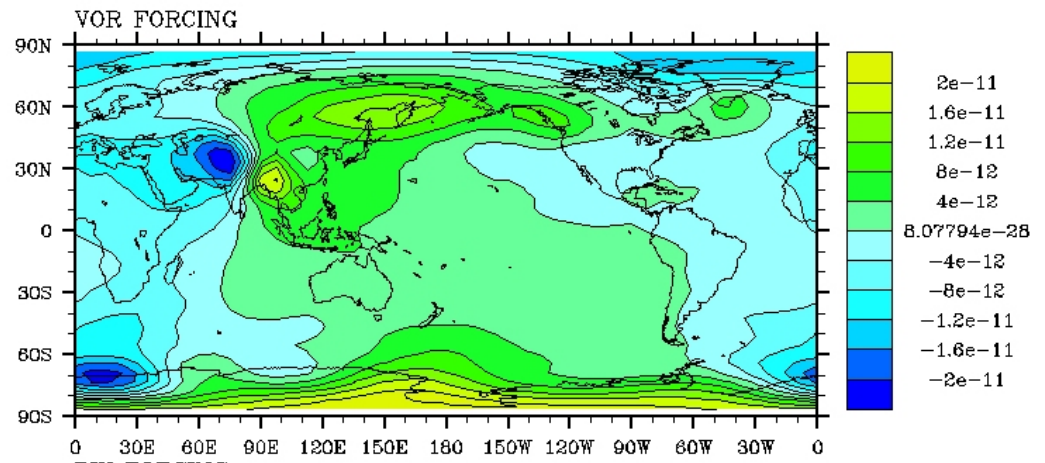 VOR FORCING
90N
60N
30N
0
30S
60S
90S
0 30E 60E 90E 120E 150E 180 150W 120W 90W 60W 30W 0
2e-11
1.6e-11
1.2e-11
8e-12
4e-12
8.07794e-28
-4e-12
-8e-12
-1.2e-11
-1.6e-11
-2e-11